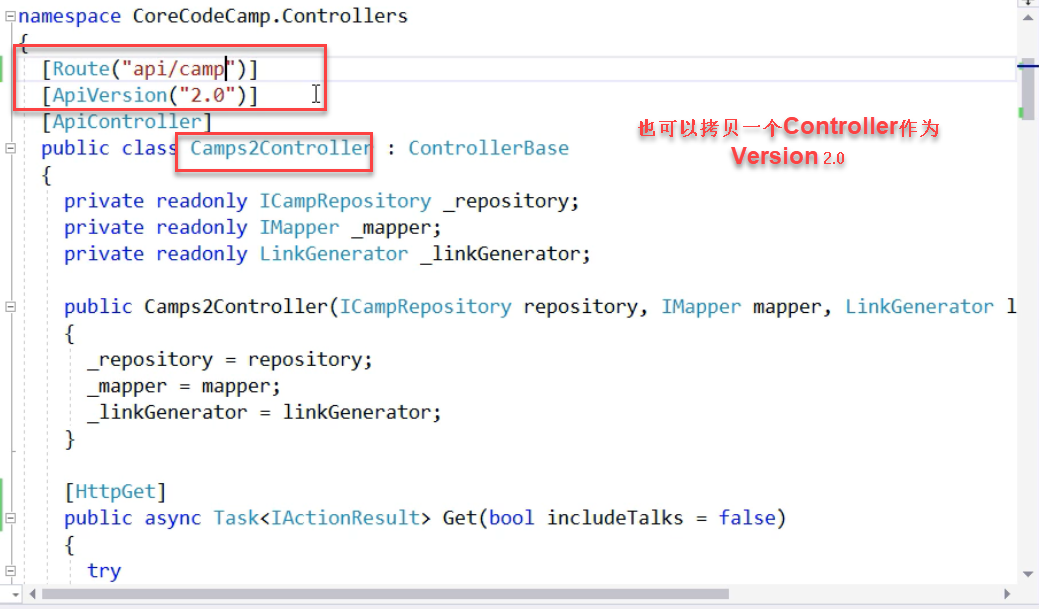 namespace CoreCodeCamp.Controllers
{
[Route("api/camp")]
[ApiVersion("2.0")]
[ApiController]
public class Camps2Controller : ControllerBase
{
private readonly ICampRepository _repository;
private readonly IMapper _mapper;
private readonly LinkGenerator _linkGenerator;
public Camps2Controller(ICampRepository repository, IMapper mapper, LinkGenerator l
{
_repository = repository;
_mapper = mapper;
_linkGenerator = linkGenerator;
}
[HttpGet]
public async Task<IActionResult> Get(bool includeTalks = false)
{
try
也可以拷贝一个Controller作为
Version 2.0